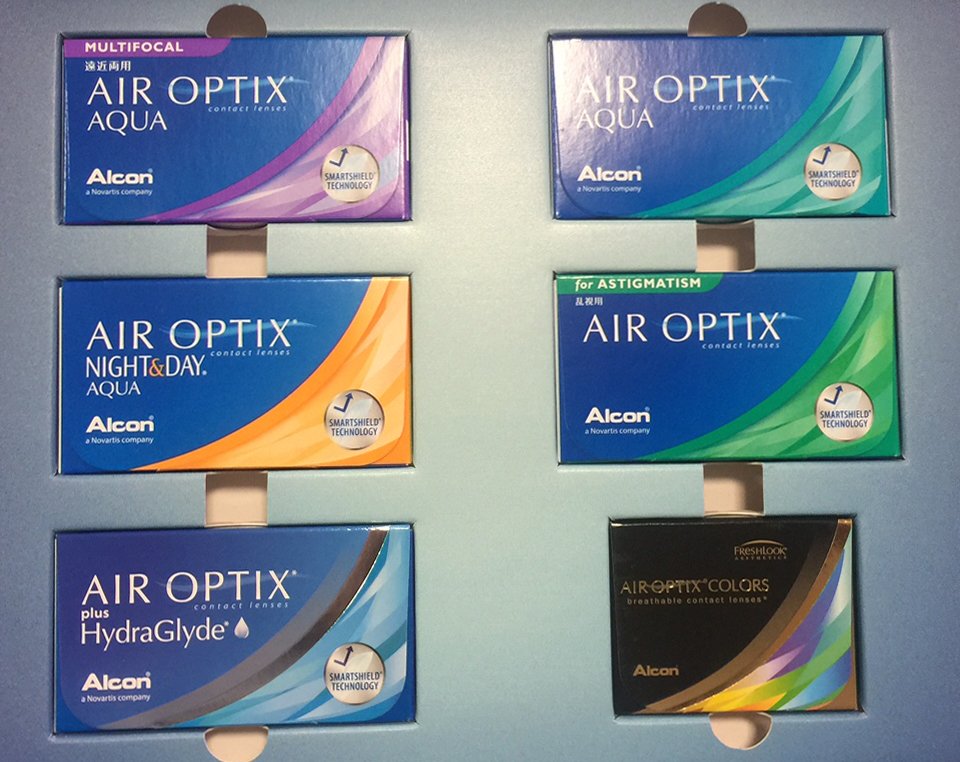 MULTIFOCAL
遠近両用
AIR OPTIX®
contact lenses
AQUA
Alcon®
a Novartis company
SMARTSHIELD®
TECHNOLOGY
AIR OPTIX®
contact lenses
AQUA
Alcon®
a Novartis company
SMARTSHIELD®
TECHNOLOGY
AIR OPTIX®
contact lenses
NIGHT&DAY®
AQUA
Alcon®
a Novartis company
SMARTSHIELD®
TECHNOLOGY
for ASTIGMATISM
乱視用
AIR OPTIX®
contact lenses
Alcon®
a Novartis company
SMARTSHIELD®
TECHNOLOGY
AIR OPTIX®
contact lenses
plus
HydraGlyde®
Alcon®
a Novartis company
SMARTSHIELD®
TECHNOLOGY
FRESHLOOK®
AESTHETICS
AIR OPTIX® COLORS
breathable contact lenses*
Alcon